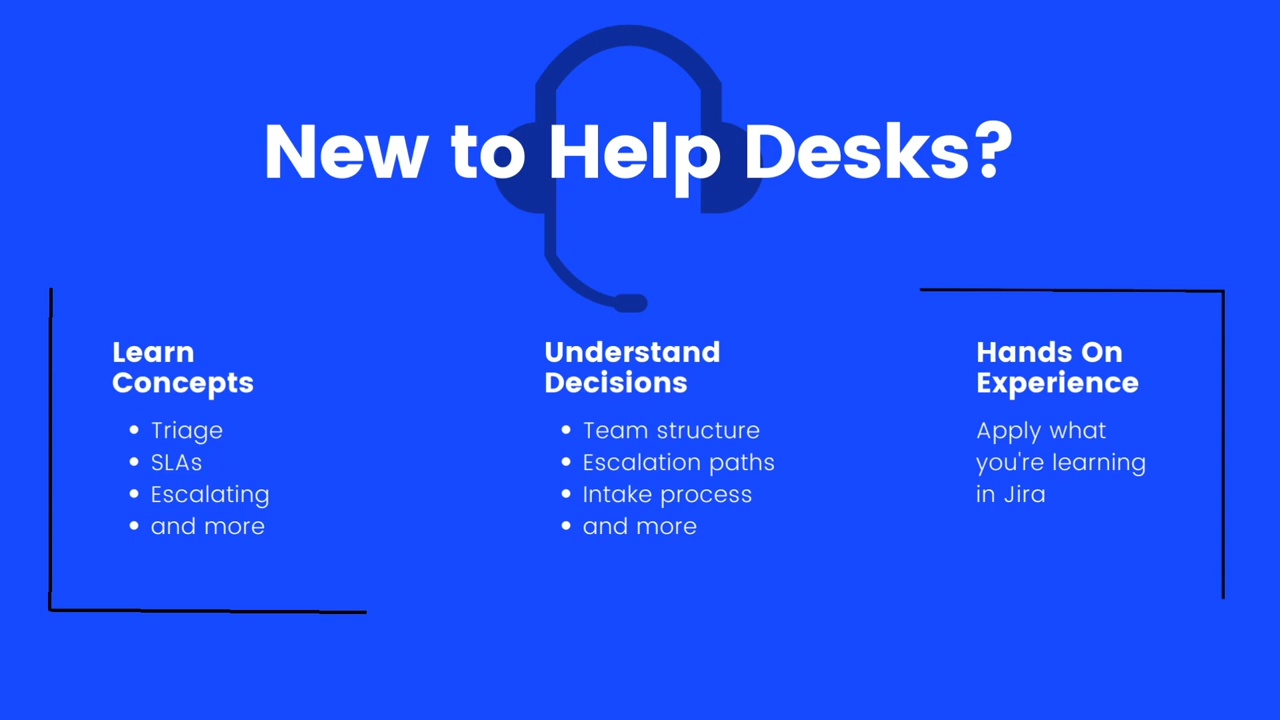 New to Help Desks?
Learn
Concepts
• Triage
• SLAs
• Escalating
• and more
Understand
Decisions
• Team structure
• Escalation paths
• Intake process
• and more
Hands On
Experience
Apply what
you're learning
in Jira